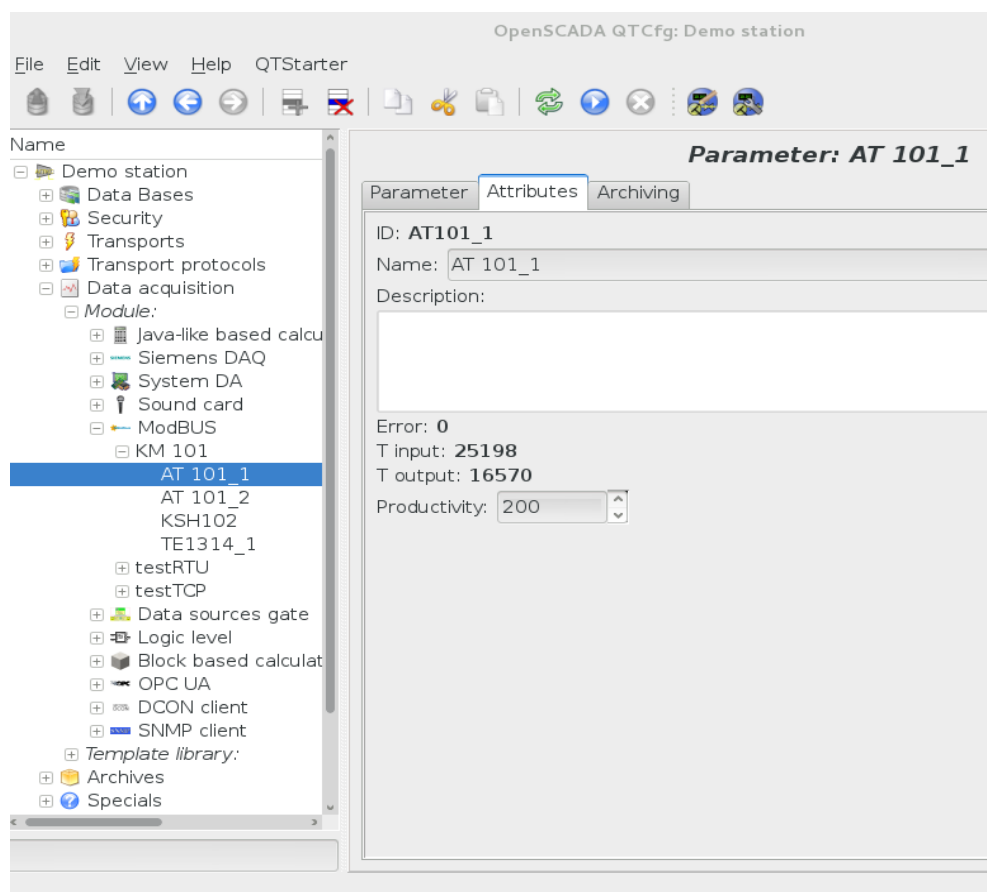 OpenSCADA QTCfg: Demo station
File Edit View Help QTStarter
Name
Demo station
Data Bases
Security
Transports
Transport protocols
Data acquisition
Module:
Java-like based calcu
Siemens DAQ
System DA
Sound card
ModBUS
KM 101
AT 101_1
AT 101_2
KSH102
TE1314_1
testRTU
testTCP
Data sources gate
Logic level
Block based calculat
OPC UA
DCON client
SNMP client
Template library:
Archives
Specials
Parameter: AT 101_1
Parameter Attributes Archiving
ID: AT101_1
Name: AT 101_1
Description:
Error: 0
T input: 25198
T output: 16570
Productivity: 200